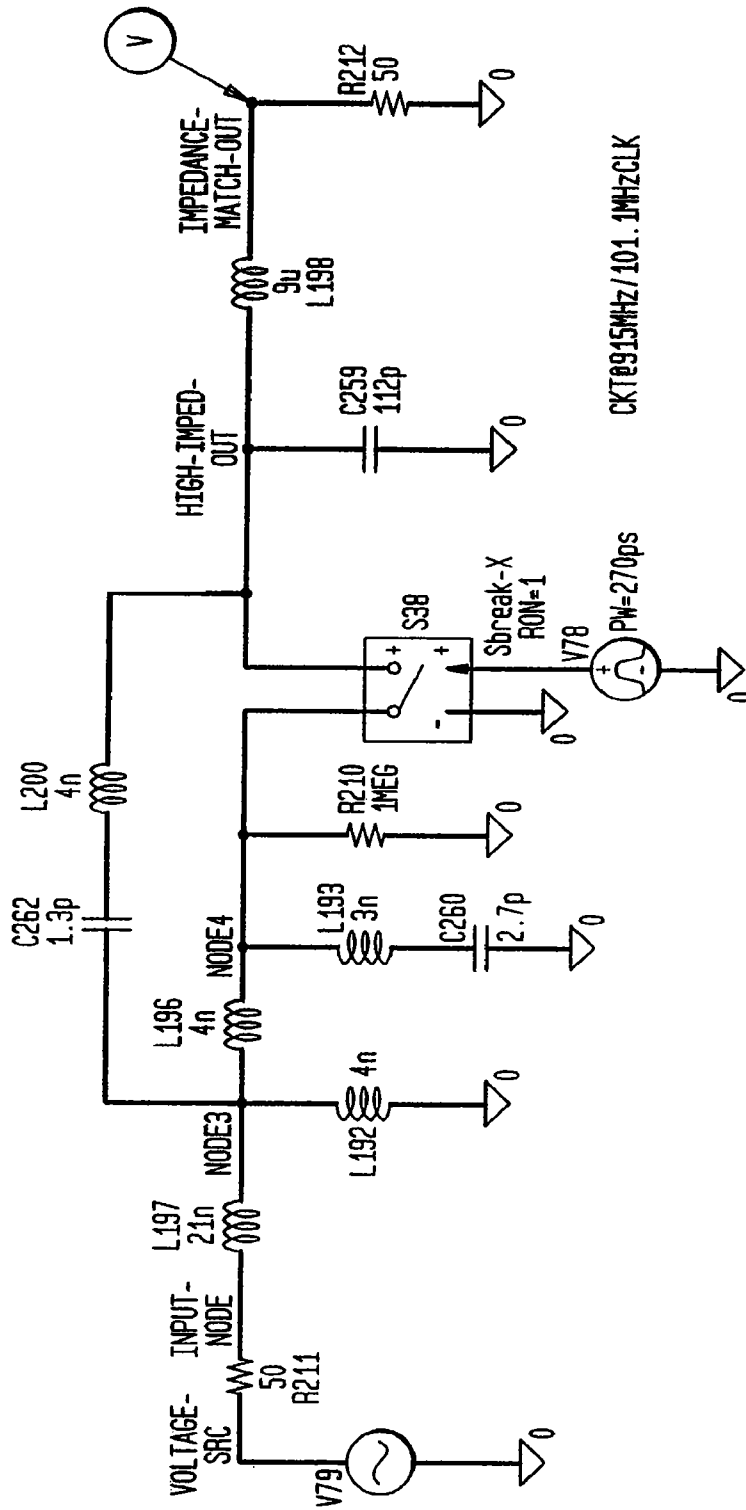 VOLTAGE-
SRC
V79
0
50
R211
INPUT-
NODE
L197
21n
NODE3
L192
4n
0
C262
1.3p
L200
4n
L196
4n
NODE4
L193
3n
C260
2.7p
0
R210
1MEG
0
S38
+
+
-
0
Sbreak-X
RON=1
V78
+
-
PW=270ps
0
HIGH-IMPED-
OUT
C259
112p
0
9u
L198
IMPEDANCE-
MATCH-OUT
V
R212
50
0
CKT@915MHz/101.1MHzCLK